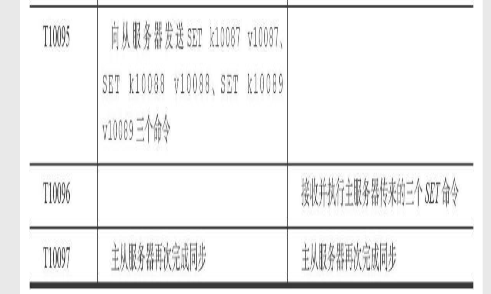 T10095 向从服务器发送SET k10087 v10087、
SET k10088 v10088、SET k10089
v10089三个命令
T10096 接收并执行主服务器传来的三个SET命令
T10097 主从服务器再次完成同步 主从服务器再次完成同步